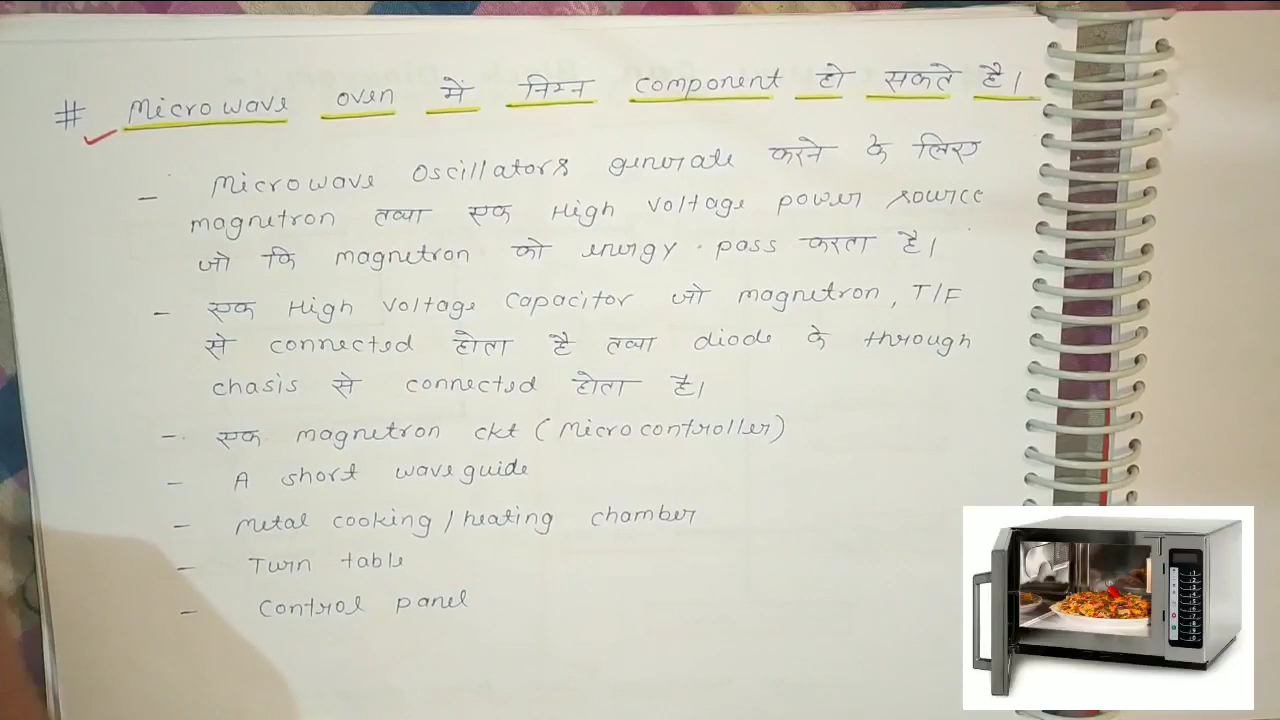 # Microwave oven में निम्न component हो सकते है।
- Microwave Oscillators generate करने के लिए
magnetron तथा एक High voltage power source
जो कि magnetron को energy pass करता है।
- एक High voltage capacitor जो magnetron, T/F
से connected होता है तथा diode के through
chasis से connected होता है।
- एक magnetron ckt (Microcontroller)
- A short waveguide
- Metal cooking/heating chamber
- Turn table
- Control panel